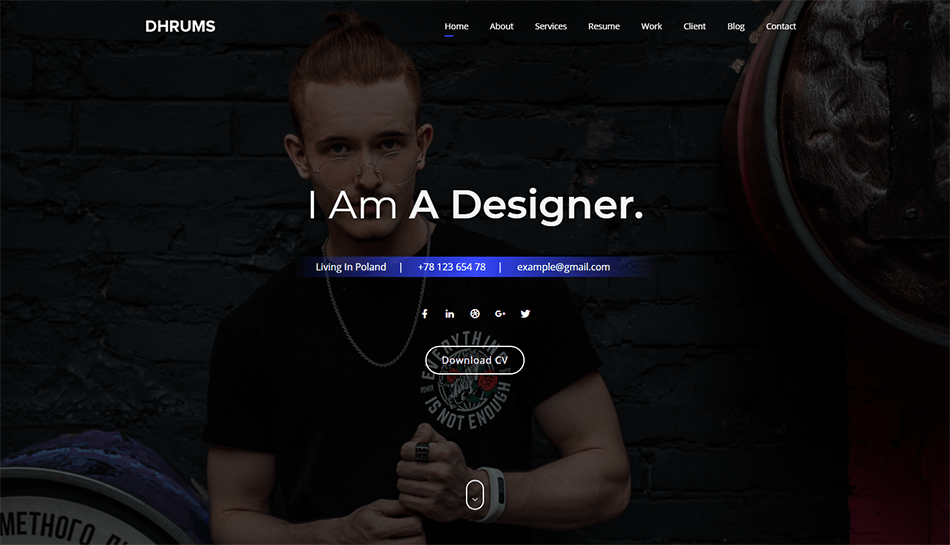 DHRUMS
Home About Services Resume Work Client Blog Contact
I Am A Designer.
Living In Poland | +78 123 654 78 | example@gmail.com
Download CV
EVERYTHING
IS NOT ENOUGH
МЕТНОГО